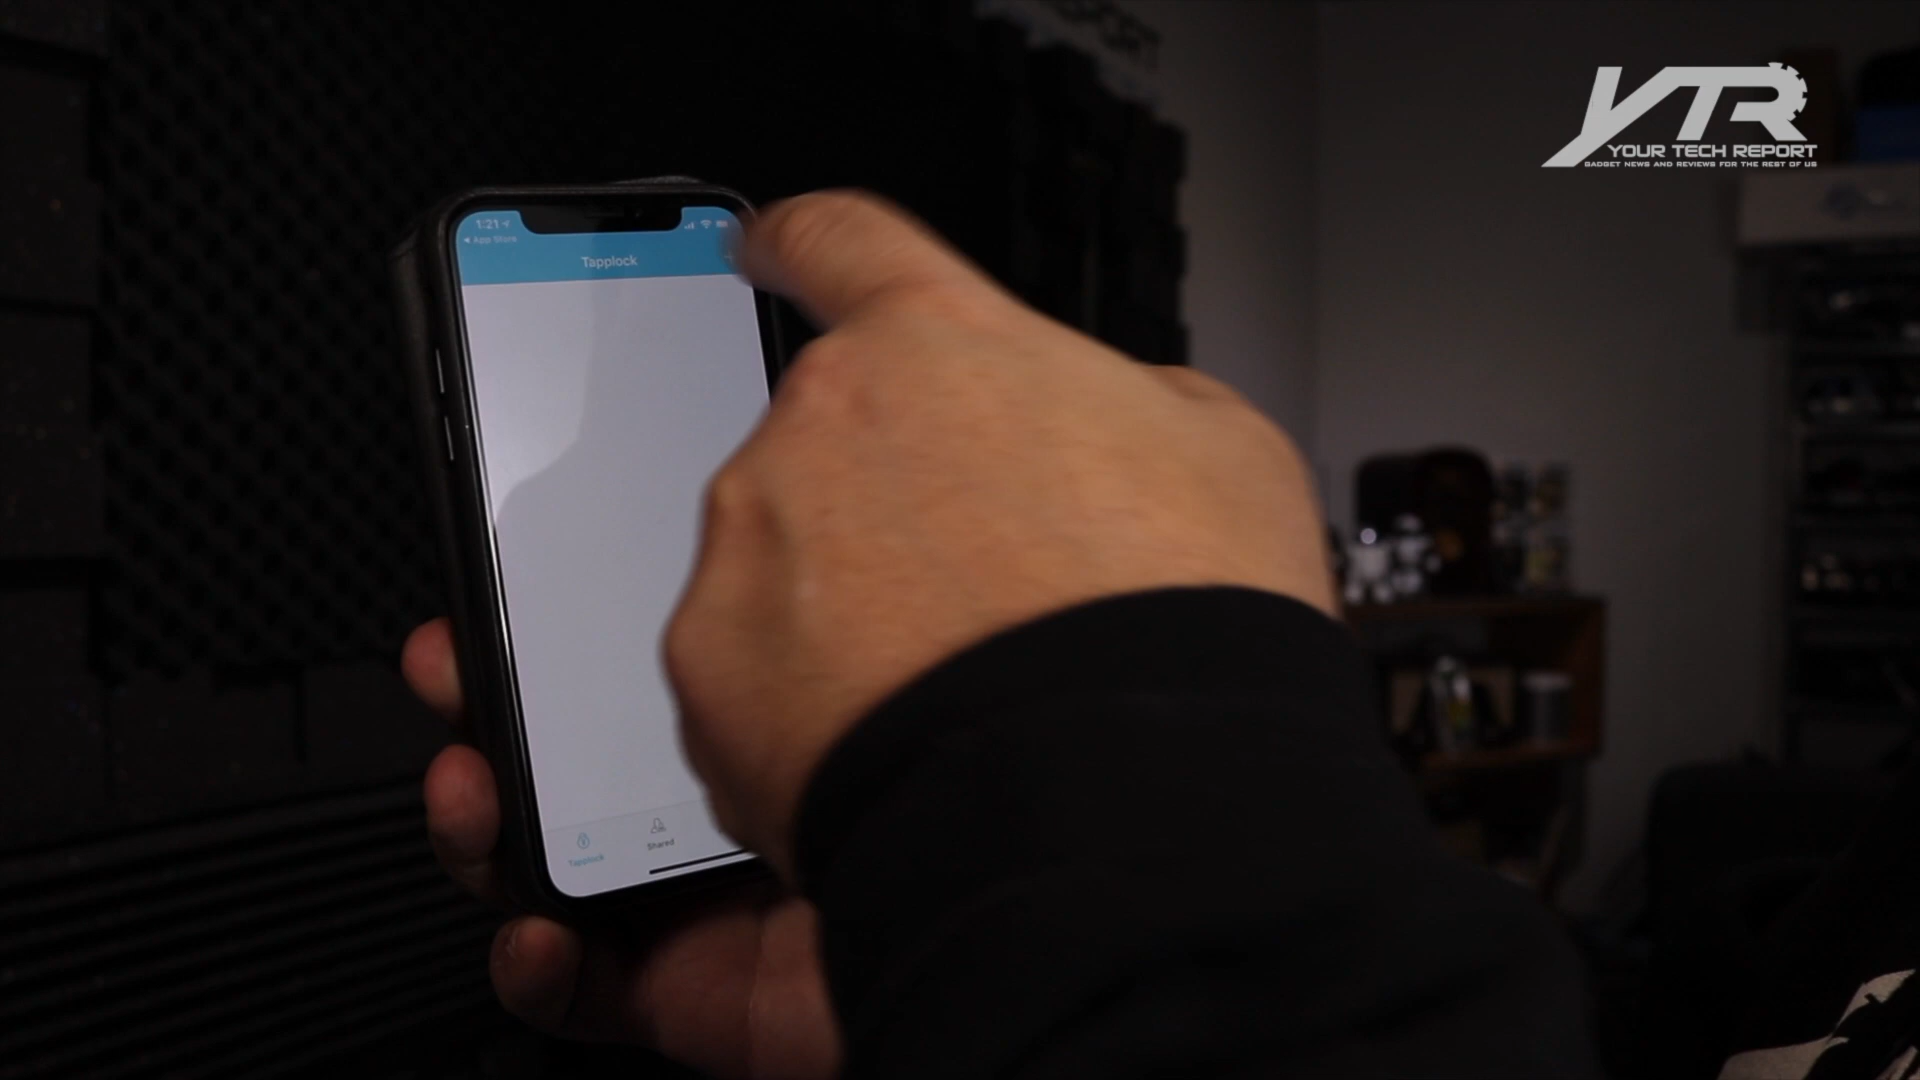 PORT
YTR
YOUR TECH REPORT
GADGET NEWS AND REVIEWS FOR THE REST OF US
1:21
◂ App Store
Tapplock
Tapplock
Shared